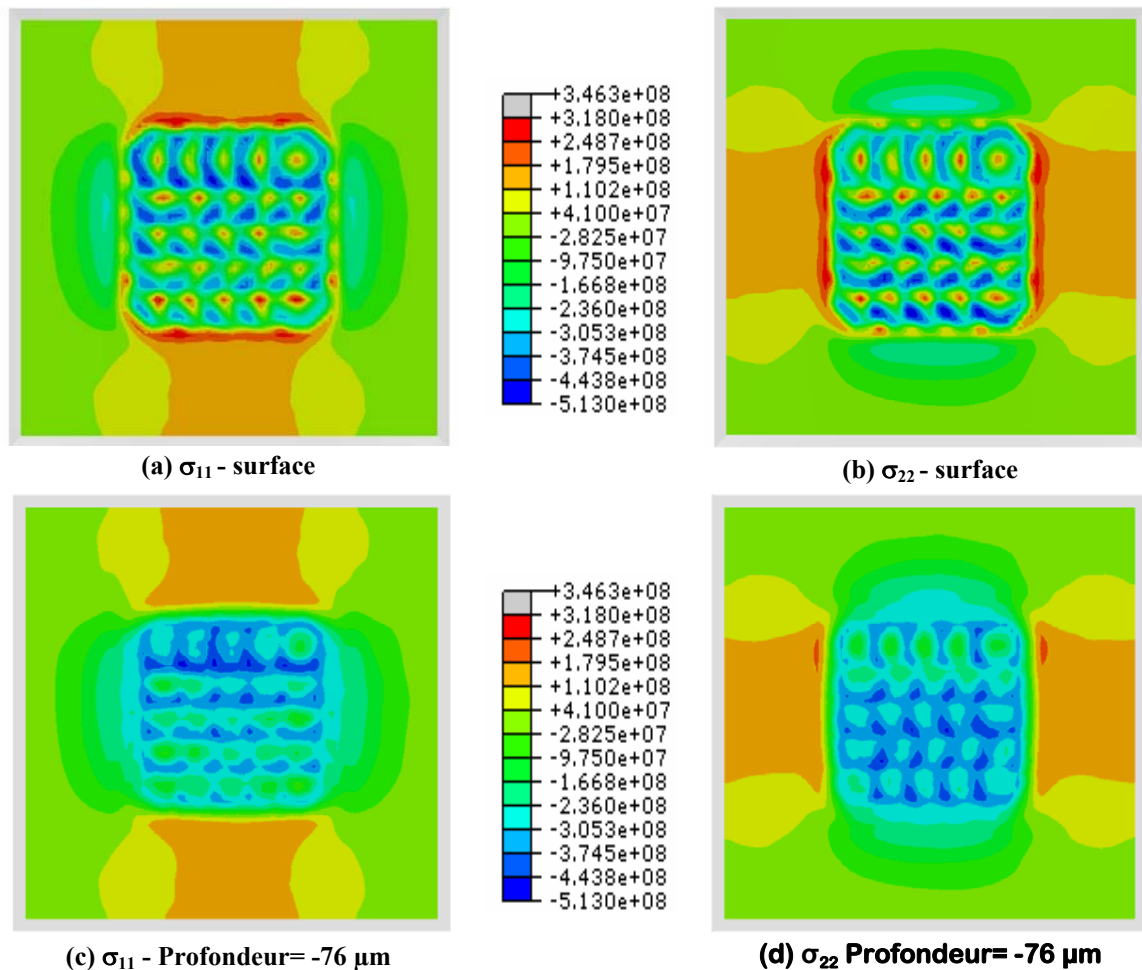 +3.463e+08
+3.180e+08
+2.487e+08
+1.795e+08
+1.102e+08
+4.100e+07
-2.825e+07
-9.750e+07
-1.668e+08
-2.360e+08
-3.053e+08
-3.745e+08
-4.438e+08
-5.130e+08
(a) σ11 - surface
(b) σ22 - surface
+3.463e+08
+3.180e+08
+2.487e+08
+1.795e+08
+1.102e+08
+4.100e+07
-2.825e+07
-9.750e+07
-1.668e+08
-2.360e+08
-3.053e+08
-3.745e+08
-4.438e+08
-5.130e+08
(c) σ11 - Profondeur= -76 µm
(d) σ22 Profondeur= -76 µm